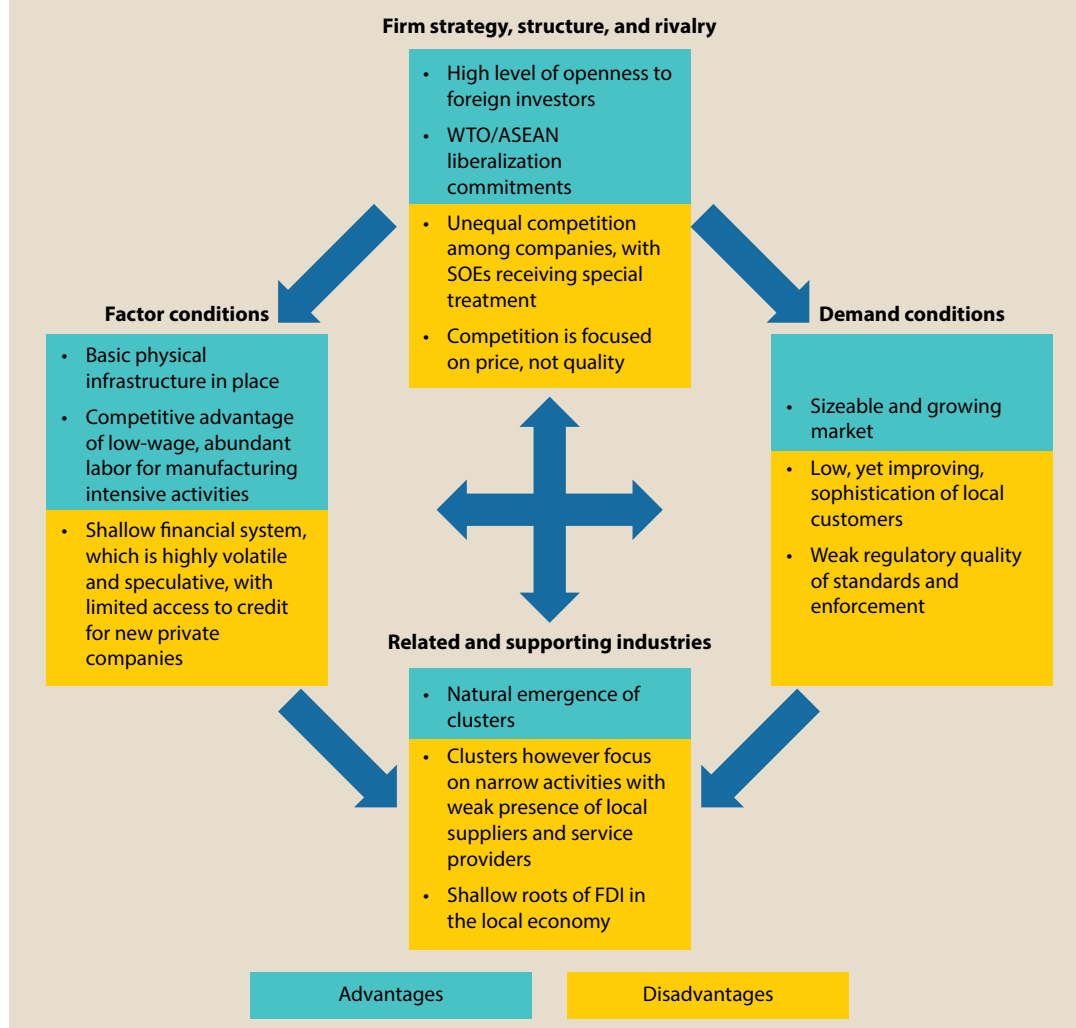 Firm strategy, structure, and rivalry
• High level of openness to
foreign investors
• WTO/ASEAN
liberalization
commitments
• Unequal competition
among companies, with
SOEs receiving special
treatment
• Competition is focused
on price, not quality
Factor conditions
• Basic physical
infrastructure in place
• Competitive advantage
of low-wage, abundant
labor for manufacturing
intensive activities
• Shallow financial system,
which is highly volatile
and speculative, with
limited access to credit
for new private
companies
Demand conditions
• Sizeable and growing
market
• Low, yet improving,
sophistication of local
customers
• Weak regulatory quality
of standards and
enforcement
Related and supporting industries
• Natural emergence of
clusters
• Clusters however focus
on narrow activities with
weak presence of local
suppliers and service
providers
• Shallow roots of FDI in
the local economy
Advantages
Disadvantages